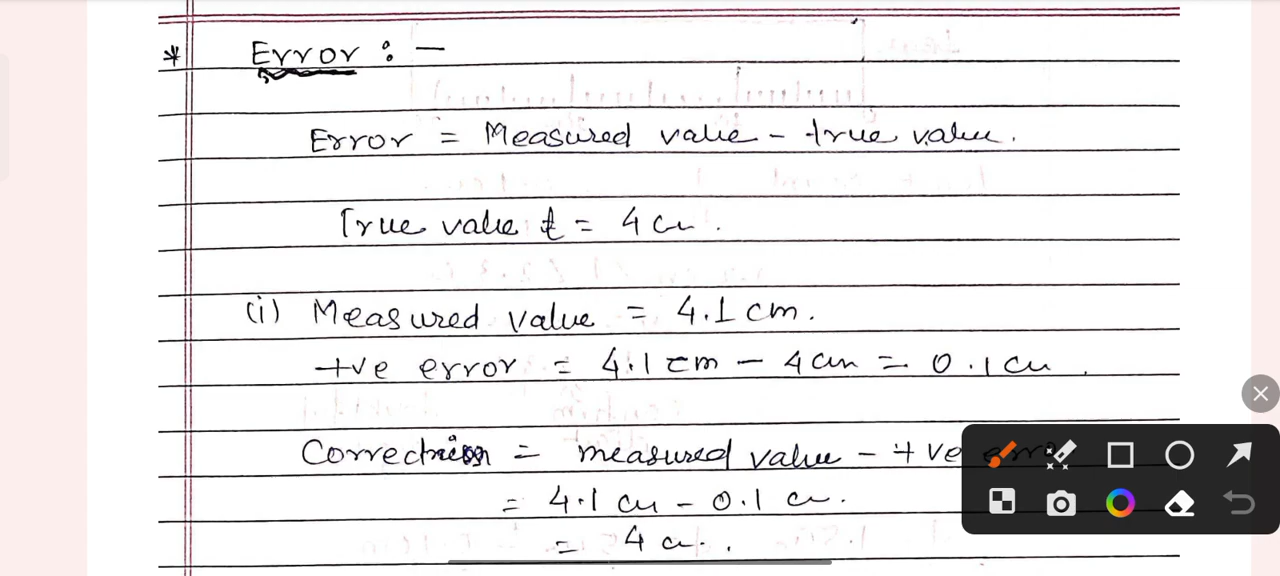 * Error : -
Error = Measured value - true value.
True value t = 4 cm.
(i) Measured value = 4.1 cm.
+ve error = 4.1 cm - 4 cm = 0.1 cm.
Correction = measured value - +ve error
= 4.1 cm - 0.1 cm.
= 4 cm.